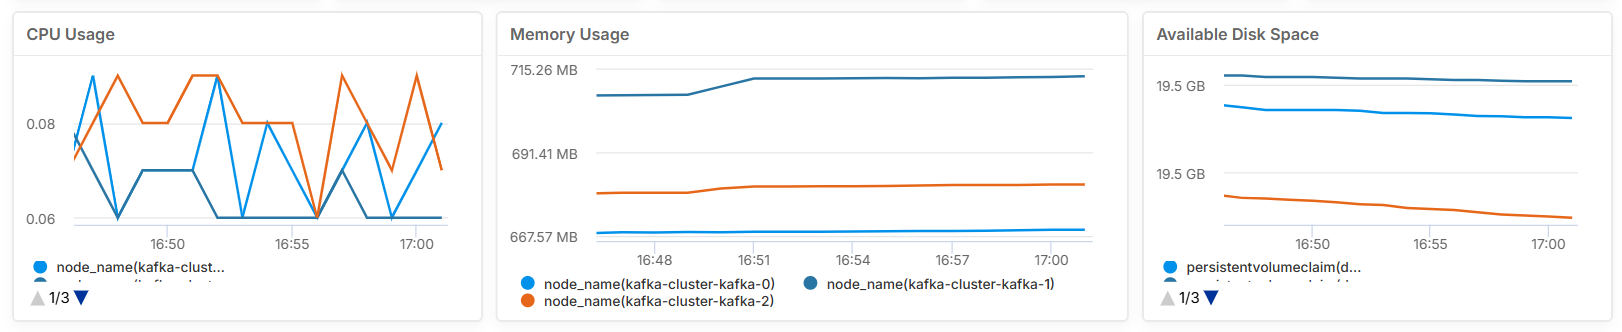 CPU Usage
0.08
0.06
16:50 16:55 17:00
node_name(kafka-clust...
1/3
Memory Usage
715.26 MB
691.41 MB
667.57 MB
16:48 16:51 16:54 16:57 17:00
node_name(kafka-cluster-kafka-0) node_name(kafka-cluster-kafka-1)
node_name(kafka-cluster-kafka-2)
Available Disk Space
19.5 GB
19.5 GB
16:50 16:55 17:00
persistentvolumeclaim(d...
1/3